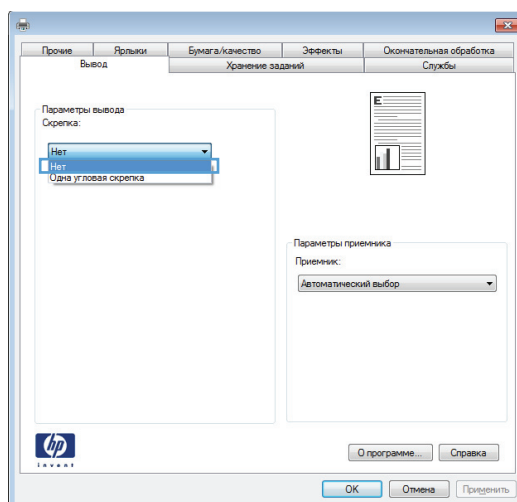 Прочие Ярлыки Бумага/качество Эффекты Окончательная обработка
Вывод Хранение заданий Службы
Параметры вывода
Скрепка:
Нет
Нет
Одна угловая скрепка
E
Параметры приемника
Приемник:
Автоматический выбор
hp
invent
О программе... Справка
OK Отмена Применить